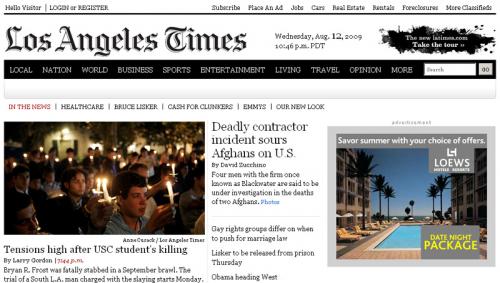 Hello Visitor | LOGIN or REGISTER
Subscribe Place An Ad Jobs Cars Real Estate Rentals Foreclosures More Classifieds
Los Angeles Times
Wednesday, Aug. 12, 2009
10:46 p.m. PDT
The new latimes.com
Take the tour »
LOCAL NATION WORLD BUSINESS SPORTS ENTERTAINMENT LIVING TRAVEL OPINION MORE
Search GO
IN THE NEWS | HEALTHCARE | BRUCE LISKER | CASH FOR CLUNKERS | EMMYS | OUR NEW LOOK
Anne Cusack / Los Angeles Times
Tensions high after USC student's killing
By Larry Gordon | 7:44 p.m.
Bryan R. Frost was fatally stabbed in a September brawl. The
trial of a South L.A. man charged with the slaying starts Monday.
Deadly contractor
incident sours
Afghans on U.S.
By David Zucchino
Four men with the firm once
known as Blackwater are said to be
under investigation in the deaths
of two Afghans. Photos
Gay rights groups differ on when
to push for marriage law
Lisker to be released from prison
Thursday
Obama heading West
advertisement
Savor summer with your choice of offers.
LOEWS
HOTELS RESORTS
DATE NIGHT
PACKAGE